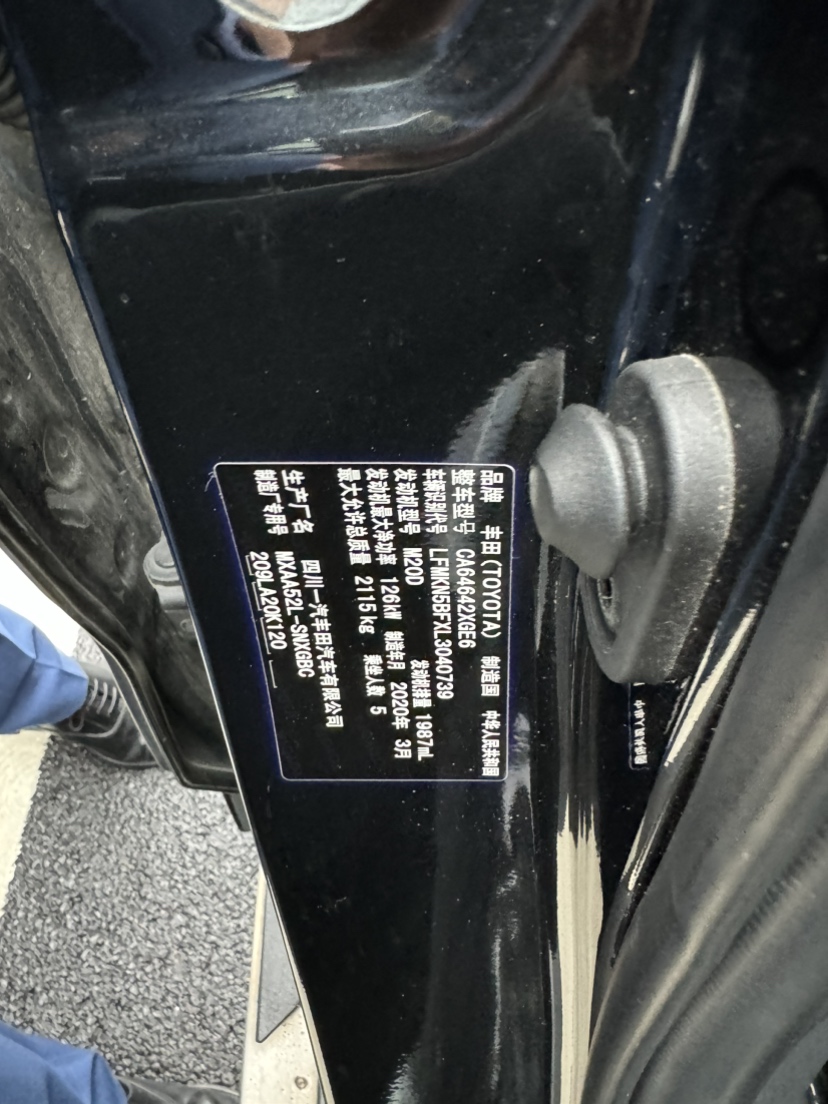 品牌 丰田(TOYOTA) 制造国 中华人民共和国
整车型号 CA64642XGE6
车辆识别代号 LFMKN5BFXL3040739
发动机型号 M20D 发动机排量 1987mL
发动机最大净功率 126kW 制造年月 2020年 3月
最大允许总质量 2115kg 乘坐人数 5
生产厂名 四川一汽丰田汽车有限公司
制造厂专用号 MXAA52L-SNXGBC
209LA20K120